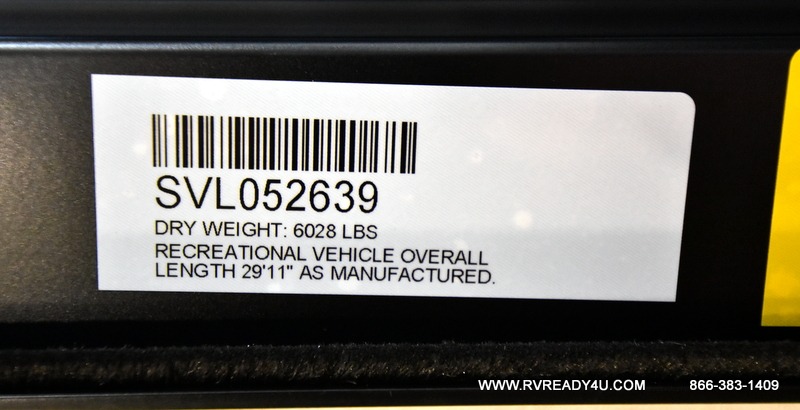 SVL052639
DRY WEIGHT: 6028 LBS
RECREATIONAL VEHICLE OVERALL
LENGTH 29'11" AS MANUFACTURED.
WWW.RVREADY4U.COM 866-383-1409